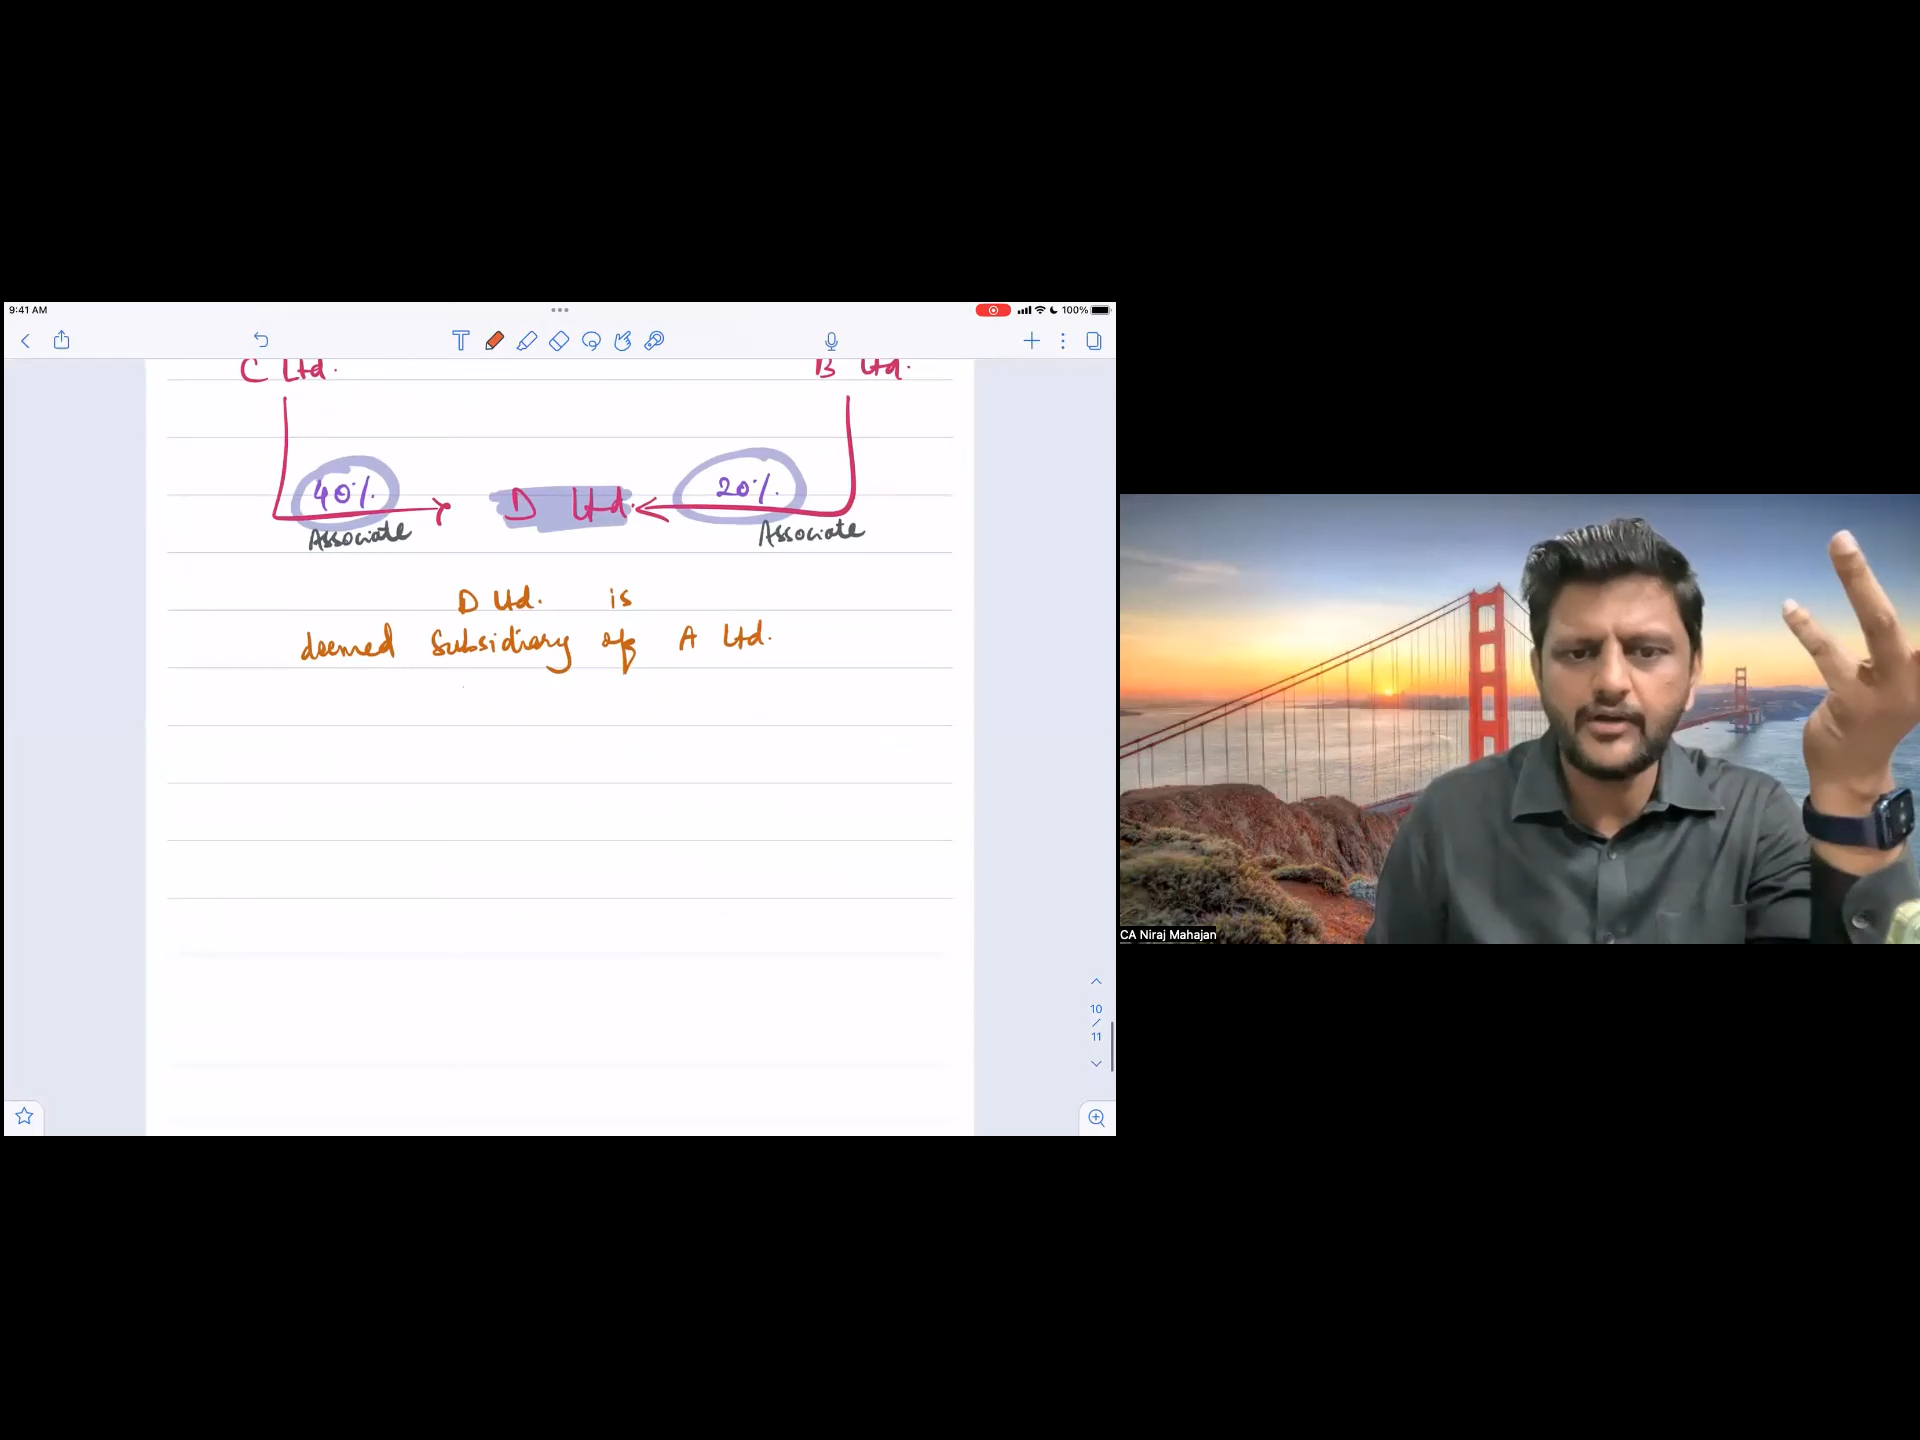 9:41 AM
100%
C Ltd. B Ltd.
40% D Ltd. 20%
Associate Associate
D Ltd. is
deemed Subsidiary of A Ltd.
CA Niraj Mahajan
10
/
11